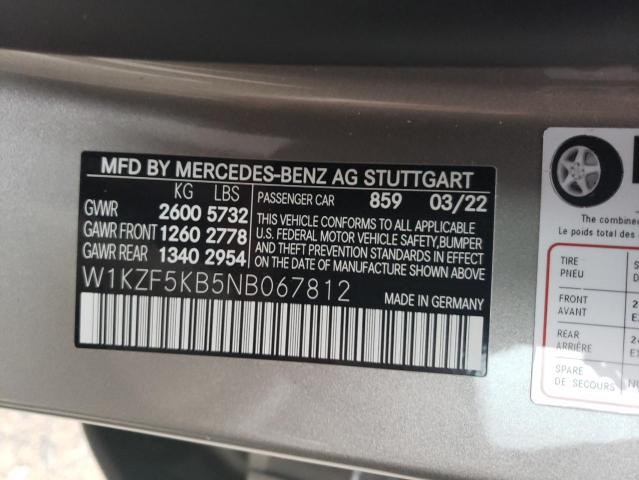 MFD BY MERCEDES-BENZ AG STUTTGART
KG LBS
GVWR 2600 5732
GAWR FRONT 1260 2778
GAWR REAR 1340 2954
PASSENGER CAR 859 03/22
THIS VEHICLE CONFORMS TO ALL APPLICABLE
U.S. FEDERAL MOTOR VEHICLE SAFETY,BUMPER
AND THEFT PREVENTION STANDARDS IN EFFECT
ON THE DATE OF MANUFACTURE SHOWN ABOVE.
W1KZF5KB5NB067812
MADE IN GERMANY
The combine
Le poids total des
TIRE
PNEU
FRONT
AVANT
REAR
ARRIÈRE
SPARE
DE SECOURS